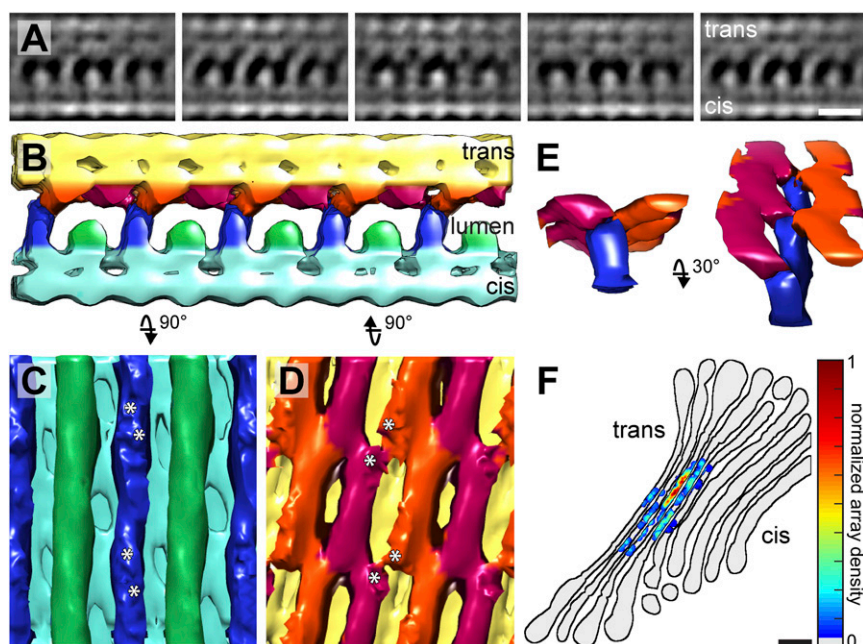 A
trans
cis
B
trans
lumen
cis
90°
90°
E
30°
C
* * * *
D
* * * *
F
trans
cis
1
normalized array density
0